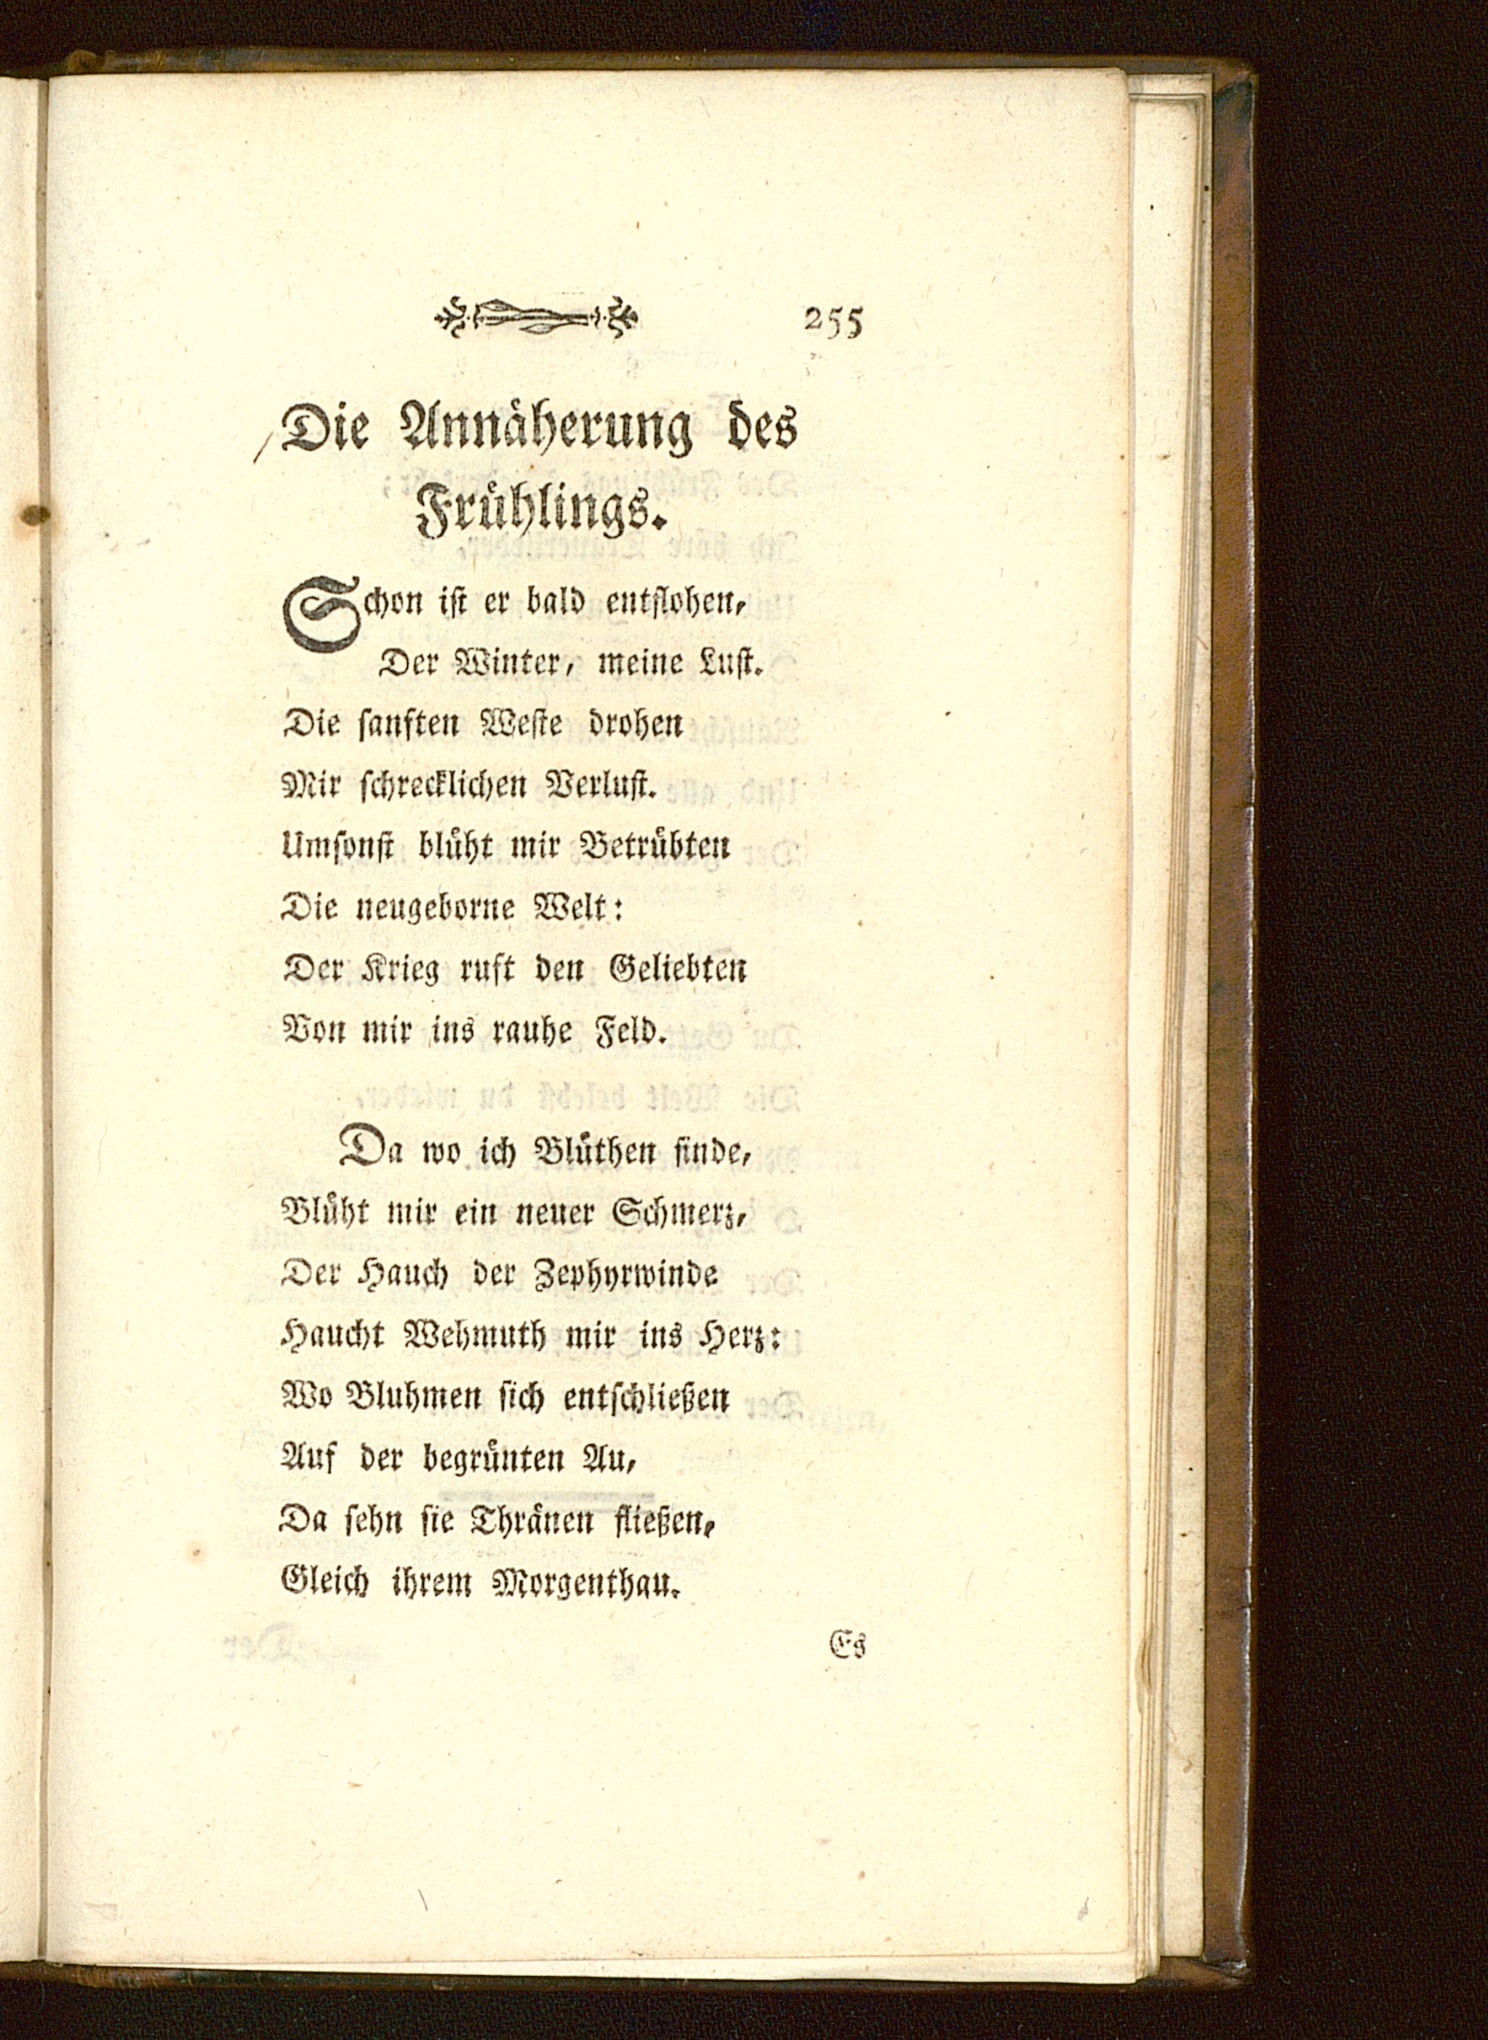 255
Die Annäherung des
Frühlings.
Schon ist er bald entflohen,
Der Winter, meine Lust.
Die sanften Weste drohen
Mir schrecklichen Verlust.
Umsonst blüht mir Betrübten
Die neugeborne Welt:
Der Krieg ruft den Geliebten
Von mir ins rauhe Feld.
Da wo ich Blüthen finde,
Blüht mir ein neuer Schmerz,
Der Hauch der Zephyrwinde
Haucht Wehmuth mir ins Herz:
Wo Bluhmen sich entschließen
Auf der begrünten Au,
Da sehn sie Thränen fließen,
Gleich ihrem Morgenthau.
Es